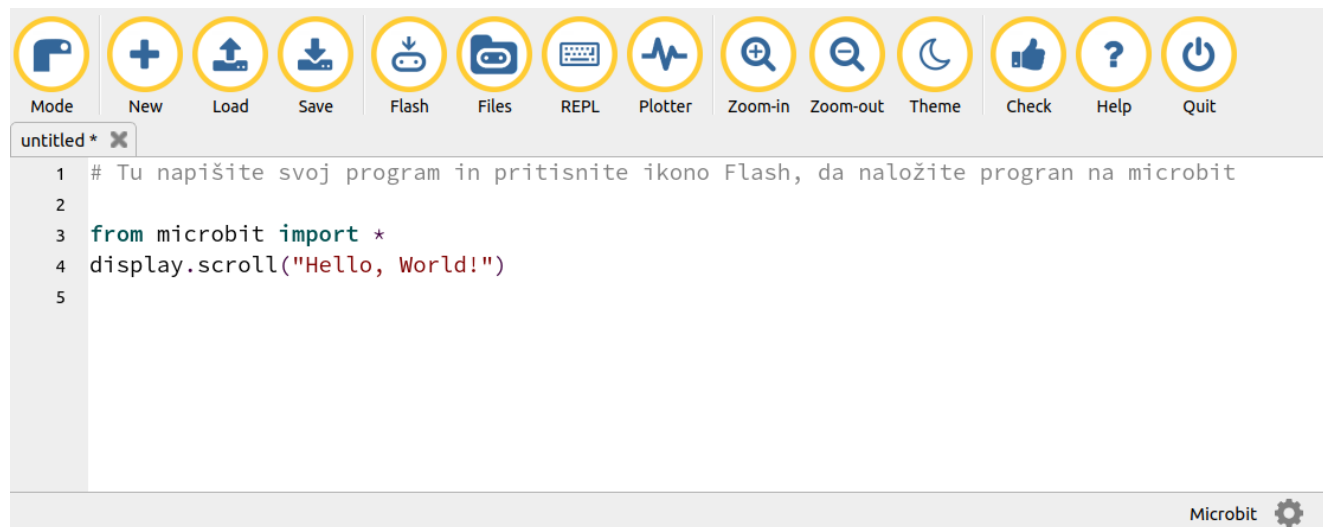 Mode New Load Save Flash Files REPL Plotter Zoom-in Zoom-out Theme Check Help Quit
untitled *
1 # Tu napišite svoj program in pritisnite ikono Flash, da naložite progran na microbit
2
3 from microbit import *
4 display.scroll("Hello, World!")
5
Microbit